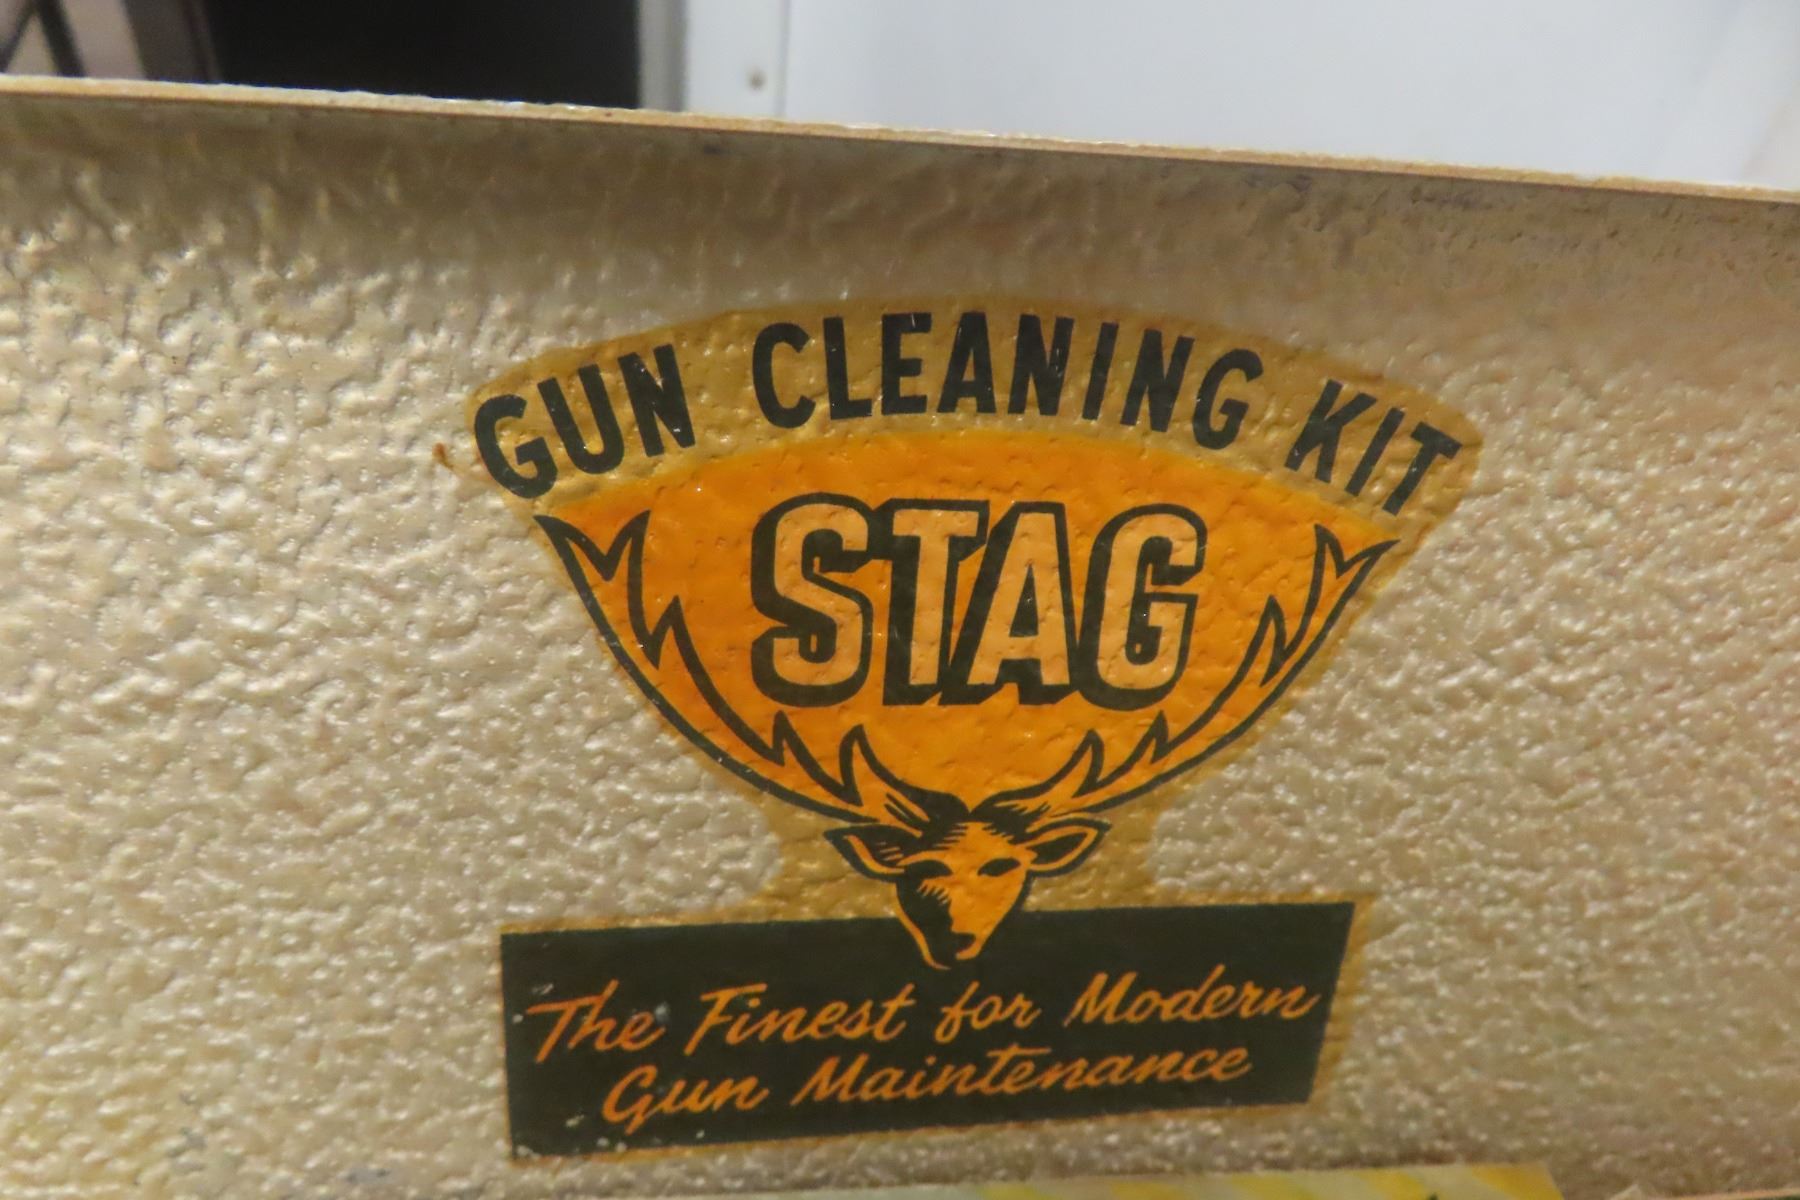 GUN CLEANING KIT
STAG
The Finest for Modern
Gun Maintenance